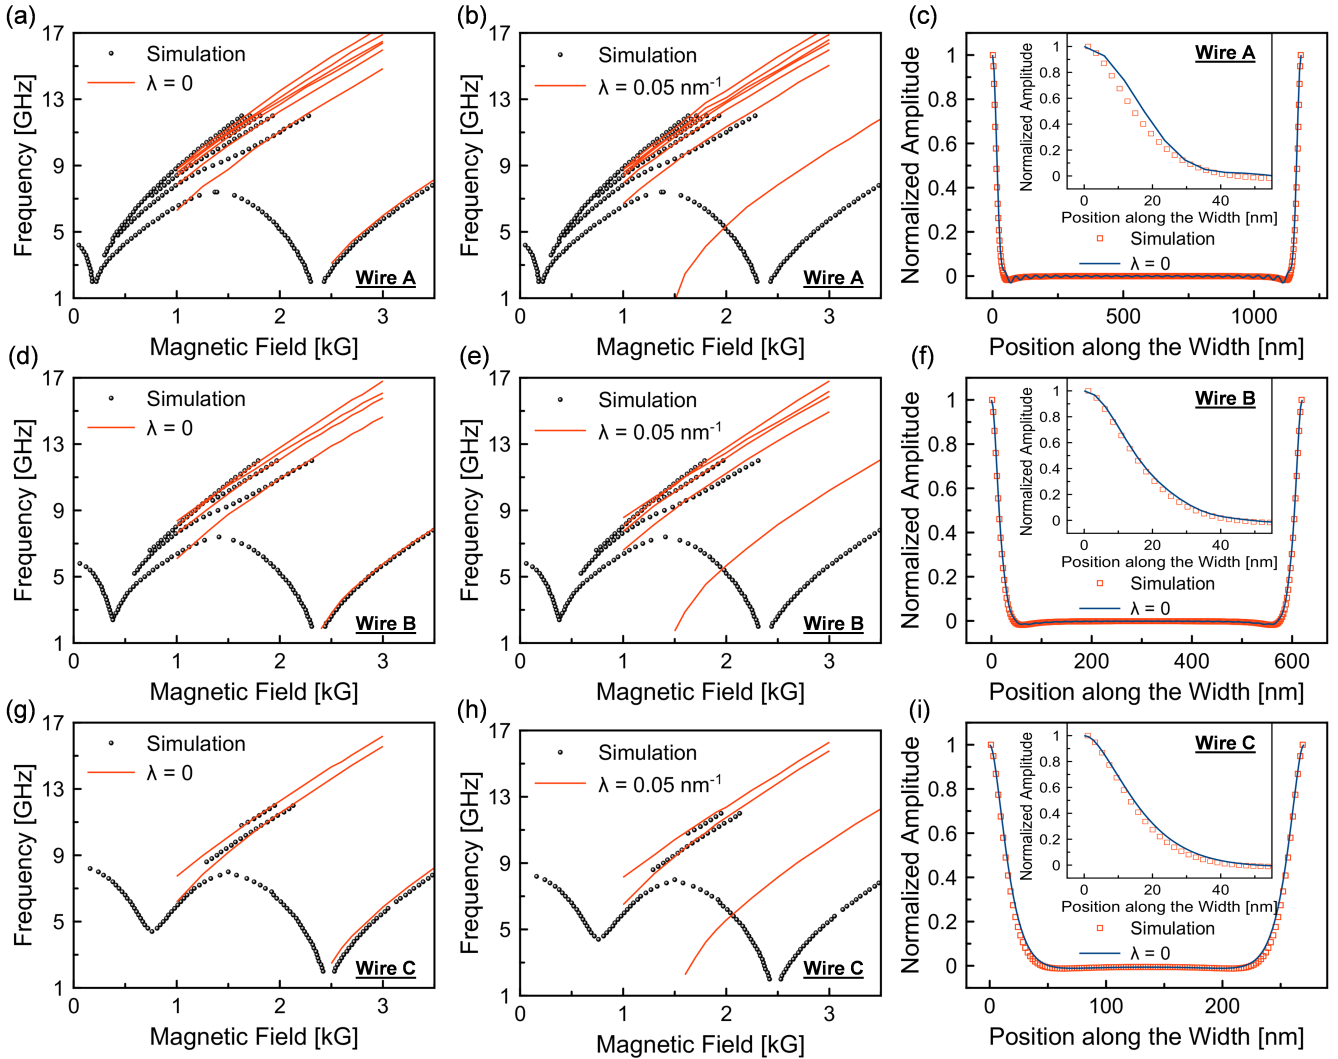 (a)
17
13
9
5
1
Frequency [GHz]
Simulation
λ = 0
Wire A
0
1
2
3
Magnetic Field [kG]
(b)
17
13
9
5
1
Frequency [GHz]
Simulation
λ = 0.05 nm⁻¹
Wire A
0
1
2
3
Magnetic Field [kG]
(c)
1
0.8
0.6
0.4
0.2
0
Normalized Amplitude
Wire A
1
0.8
0.6
0.4
0.2
0
Normalized Amplitude
0
20
40
Position along the Width [nm]
Simulation
λ = 0
0
500
1000
Position along the Width [nm]
(d)
17
13
9
5
1
Frequency [GHz]
Simulation
λ = 0
Wire B
0
1
2
3
Magnetic Field [kG]
(e)
17
13
9
5
1
Frequency [GHz]
Simulation
λ = 0.05 nm⁻¹
Wire B
0
1
2
3
Magnetic Field [kG]
(f)
1
0.8
0.6
0.4
0.2
0
Normalized Amplitude
Wire B
1
0.8
0.6
0.4
0.2
0
Normalized Amplitude
0
20
40
Position along the Width [nm]
Simulation
λ = 0
0
200
400
600
Position along the Width [nm]
(g)
17
13
9
5
1
Frequency [GHz]
Simulation
λ = 0
Wire C
0
1
2
3
Magnetic Field [kG]
(h)
17
13
9
5
1
Frequency [GHz]
Simulation
λ = 0.05 nm⁻¹
Wire C
0
1
2
3
Magnetic Field [kG]
(i)
1
0.8
0.6
0.4
0.2
0
Normalized Amplitude
Wire C
1
0.8
0.6
0.4
0.2
0
Normalized Amplitude
0
20
40
Position along the Width [nm]
Simulation
λ = 0
0
100
200
Position along the Width [nm]